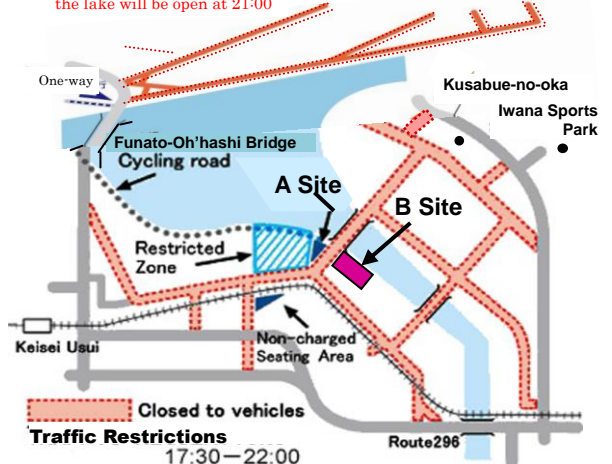 the lake will be open at 21:00
One-way
Kusabue-no-oka
Iwana Sports
Park
Funato-Oh'hashi Bridge
Cycling road
A Site
B Site
Restricted
Zone
Non-charged
Seating Area
Keisei Usui
Closed to vehicles
Traffic Restrictions
Route296
17:30－22:00